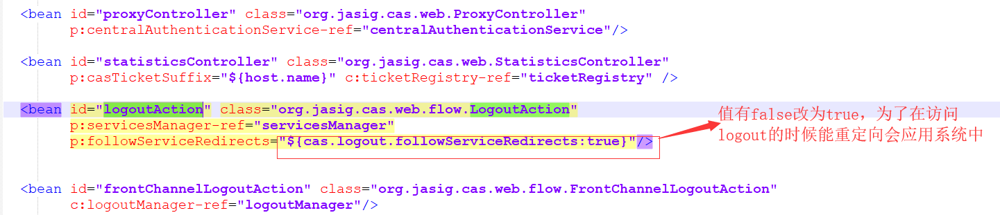 <bean id="proxyController" class="org.jasig.cas.web.ProxyController"
p:centralAuthenticationService-ref="centralAuthenticationService"/>
<bean id="statisticsController" class="org.jasig.cas.web.StatisticsController"
p:casTicketSuffix="${host.name}" c:ticketRegistry-ref="ticketRegistry" />
<bean id="logoutAction" class="org.jasig.cas.web.flow.LogoutAction"
p:servicesManager-ref="servicesManager"
p:followServiceRedirects="${cas.logout.followServiceRedirects:true}"/>
值有false改为true，为了在访问
logout的时候能重定向会应用系统中
<bean id="frontChannelLogoutAction" class="org.jasig.cas.web.flow.FrontChannelLogoutAction"
c:logoutManager-ref="logoutManager"/>